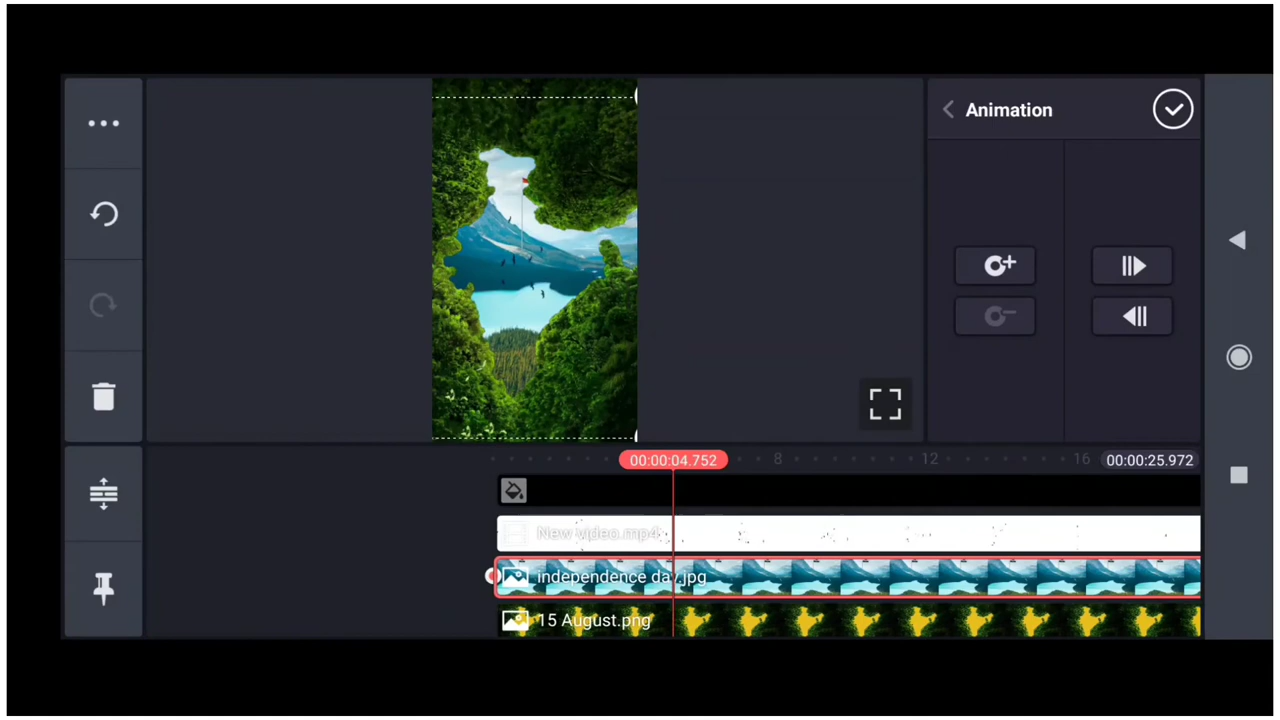 Animation
00:00:04.752
8
12
16
00:00:25.972
New video.mp4
independence day.jpg
15 August.png